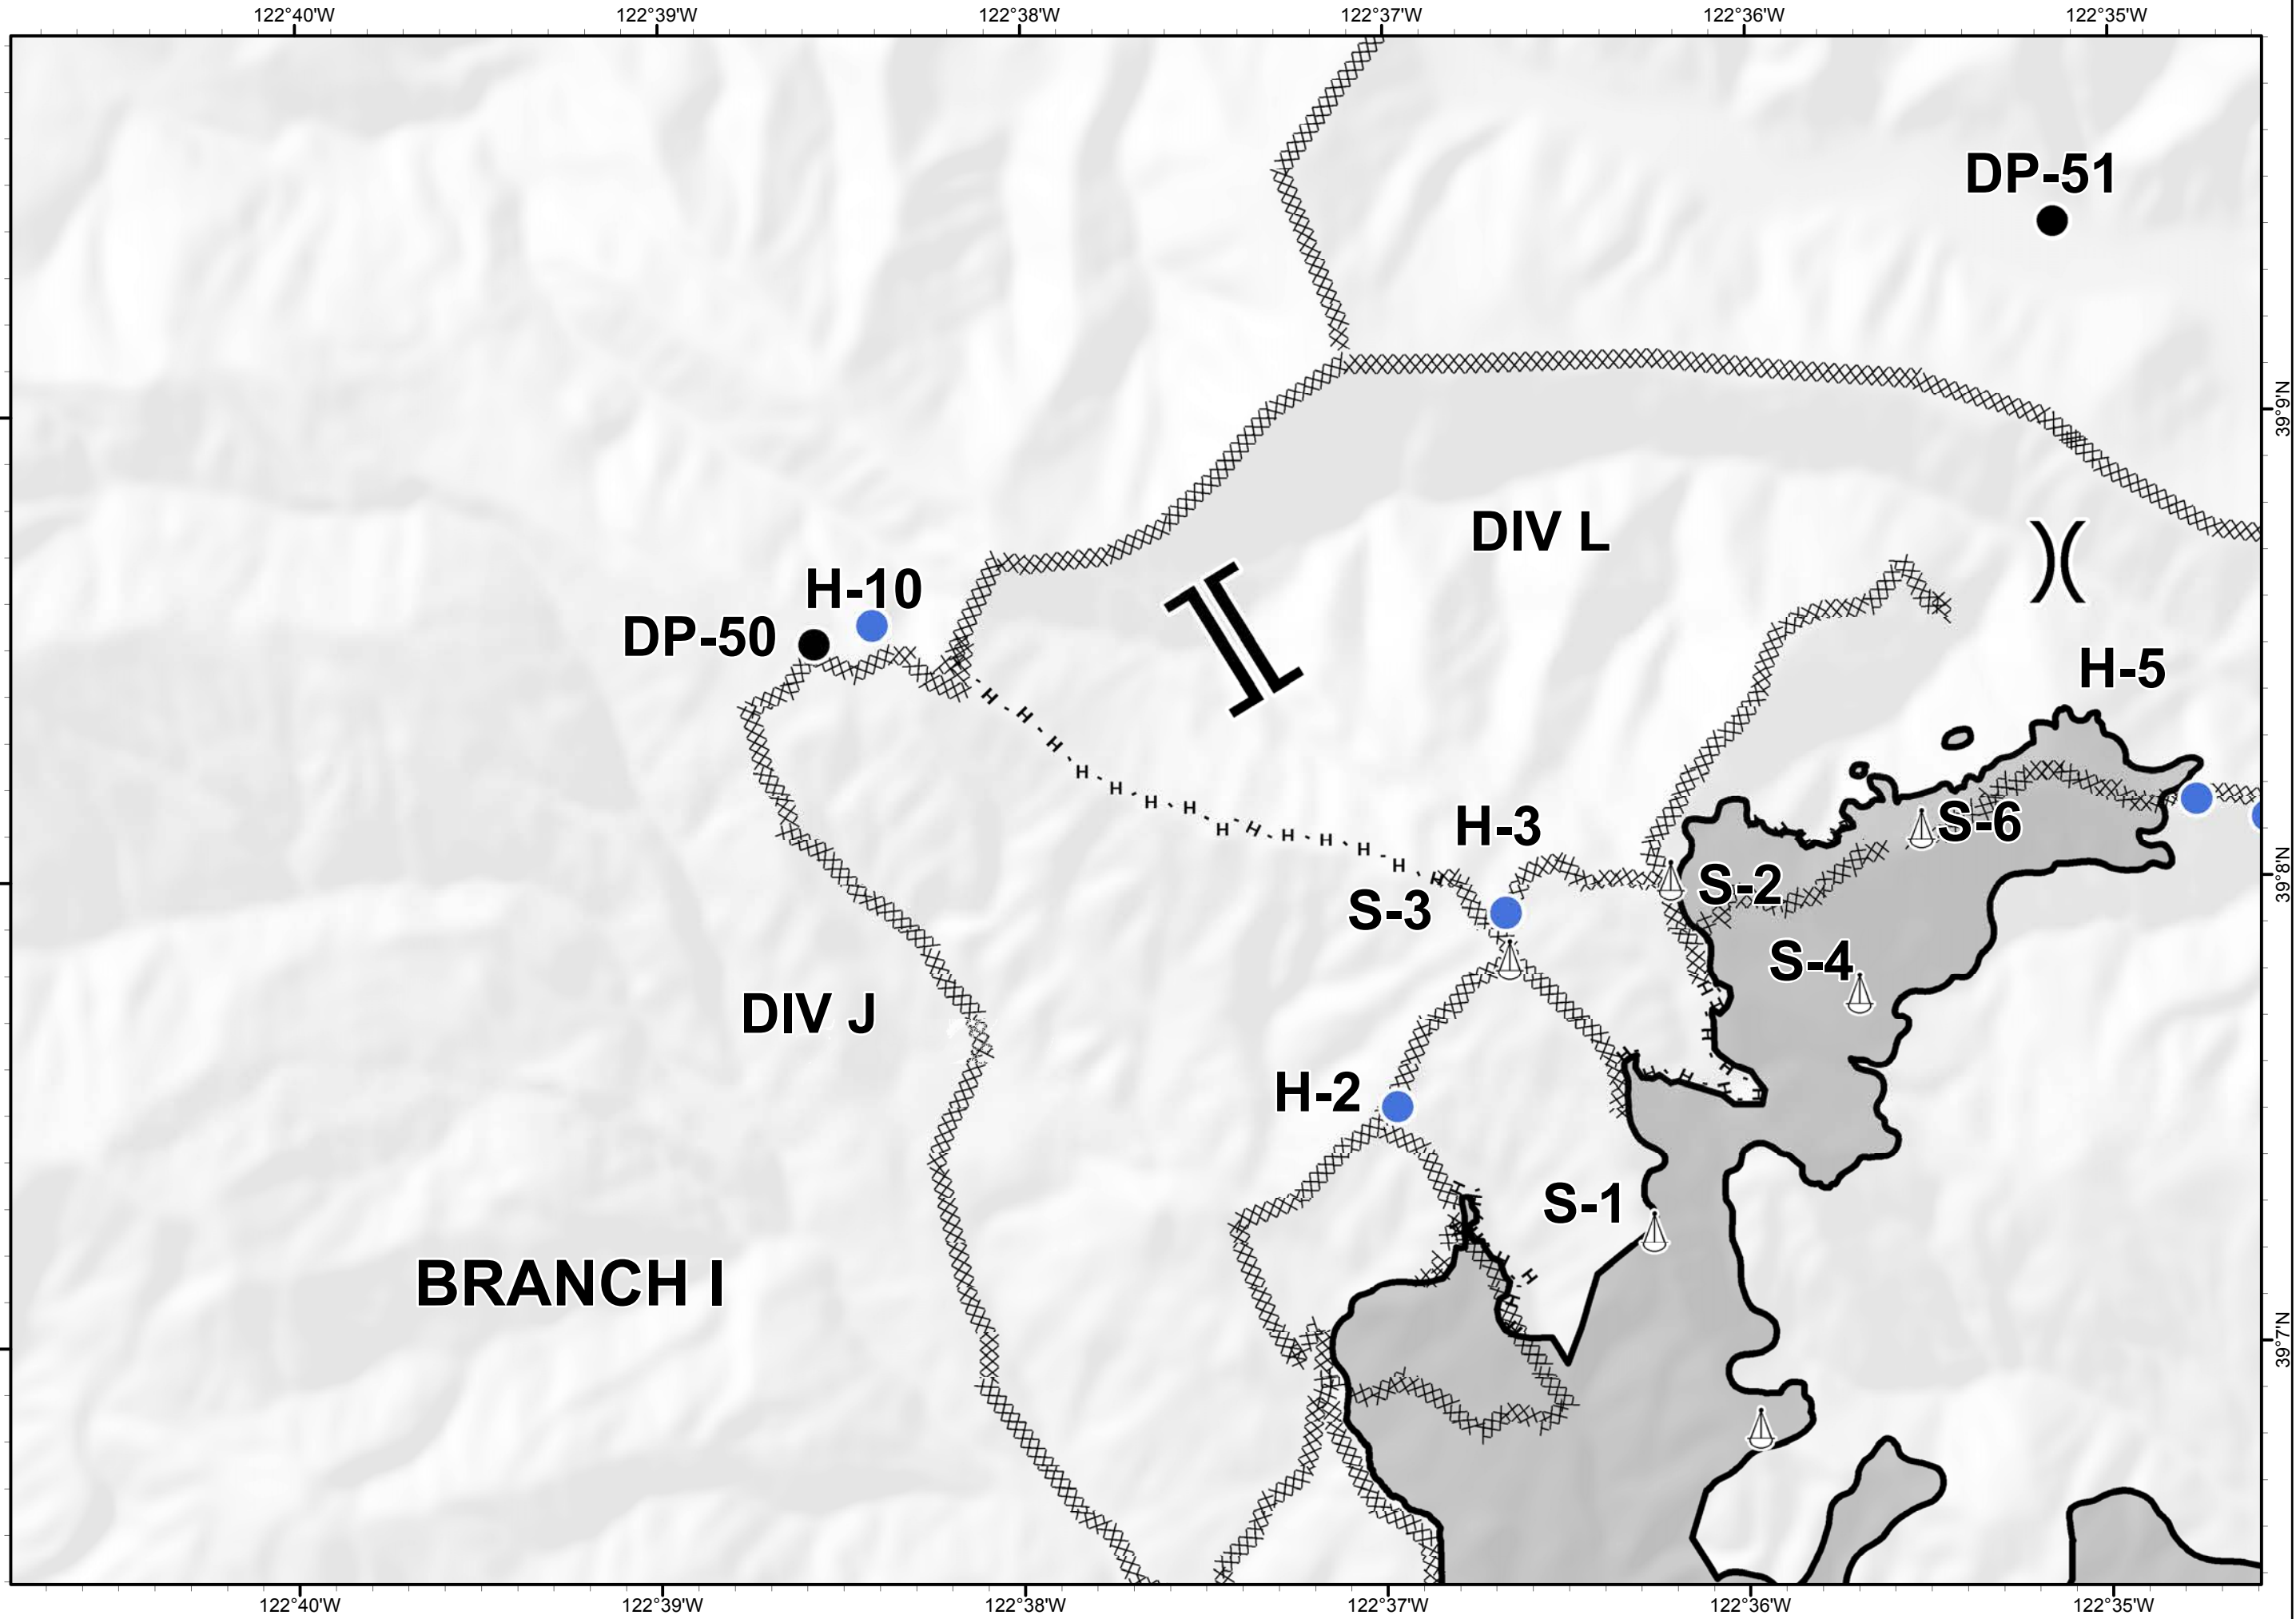 122°40'W 122°39'W 122°38'W 122°37'W 122°36'W 122°35'W
DP-51
39°9'N
DIV L
H-10
DP-50
][
)(
H-5
H H H H H H H H H H H H H H
H-3
S-6
S-3
S-2
39°8'N
S-4
DIV J
H-2
S-1
BRANCH I
39°7'N
122°40'W 122°39'W 122°38'W 122°37'W 122°36'W 122°35'W